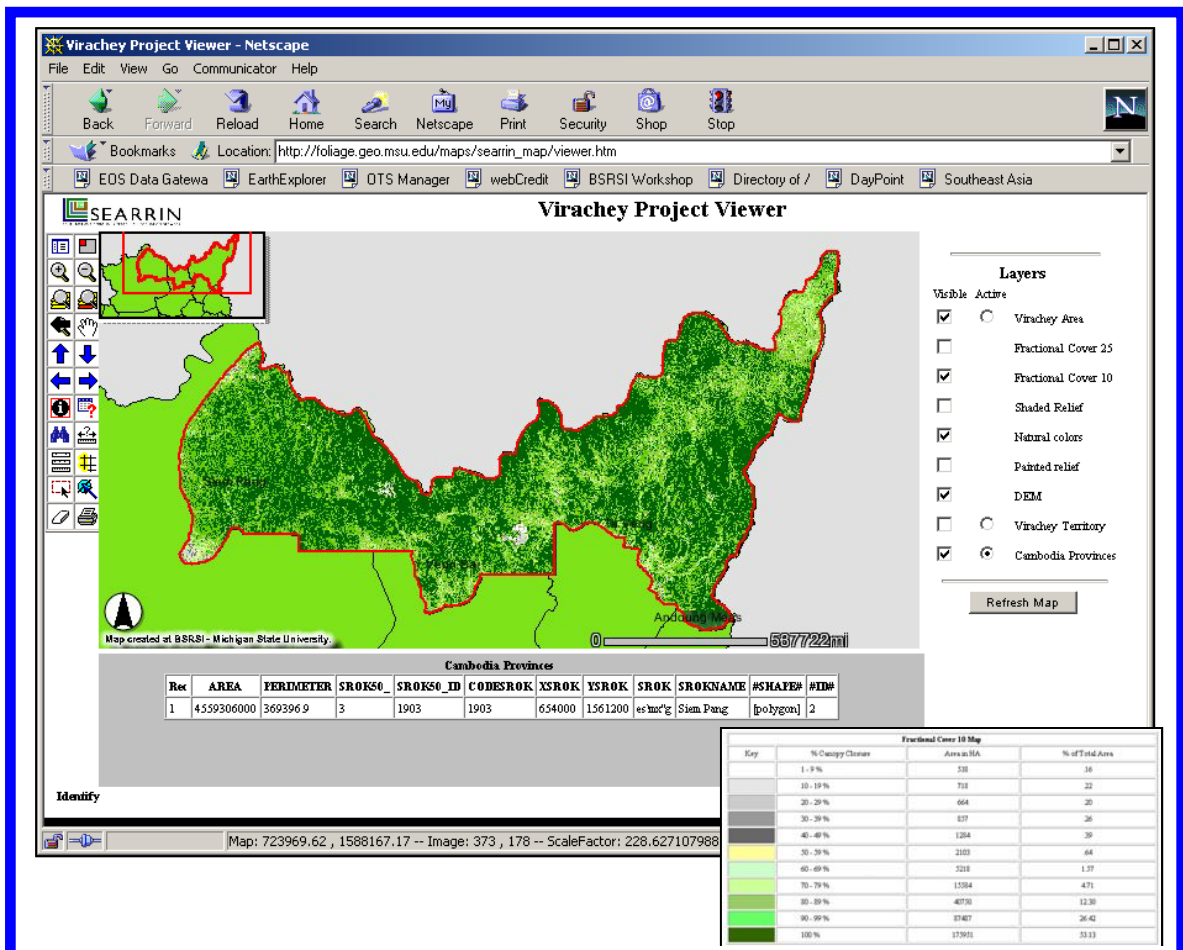 Virachey Project Viewer - Netscape
File Edit View Go Communicator Help
Back Forward Reload Home Search Netscape Print Security Shop Stop
My
N
Bookmarks Location: http://foliage.geo.msu.edu/maps/searrin_map/viewer.htm
EOS Data Gatewa EarthExplorer OTS Manager webCredit BSRSI Workshop Directory of / DayPoint Southeast Asia
SEARRIN
Virachey Project Viewer
Layers
Visible Active
Virachey Area
Fractional Cover 25
Fractional Cover 10
Shaded Relief
Natural colors
Painted relief
DEM
Virachey Territory
Cambodia Provinces
Refresh Map
Siem Pang
Andoung Meas
Map created at BSRSI - Michigan State University.
0 537722mi
Cambodia Provinces
Rec AREA PERIMETER SROK50_ SROK50_ID CODESROK XSROK YSROK SROK SROKNAME #SHAPE# #ID#
1 4559306000 369396.9 3 1903 1903 654000 1561200 Siem Pang [polygon] 2
Identify
Map: 723969.62 , 1588167.17 -- Image: 373 , 178 -- ScaleFactor: 228.627107988
Fractional Cover 10 Map
Key % Canopy Closure Area in HA % of Total Area
1 - 9 % 538 .16
10 - 19 % 718 .22
20 - 29 % 664 .20
30 - 39 % 857 .26
40 - 49 % 1284 .39
50 - 59 % 2103 .64
60 - 69 % 5218 1.57
70 - 79 % 15584 4.71
80 - 89 % 40750 12.30
90 - 99 % 87487 26.42
100 % 175951 53.13